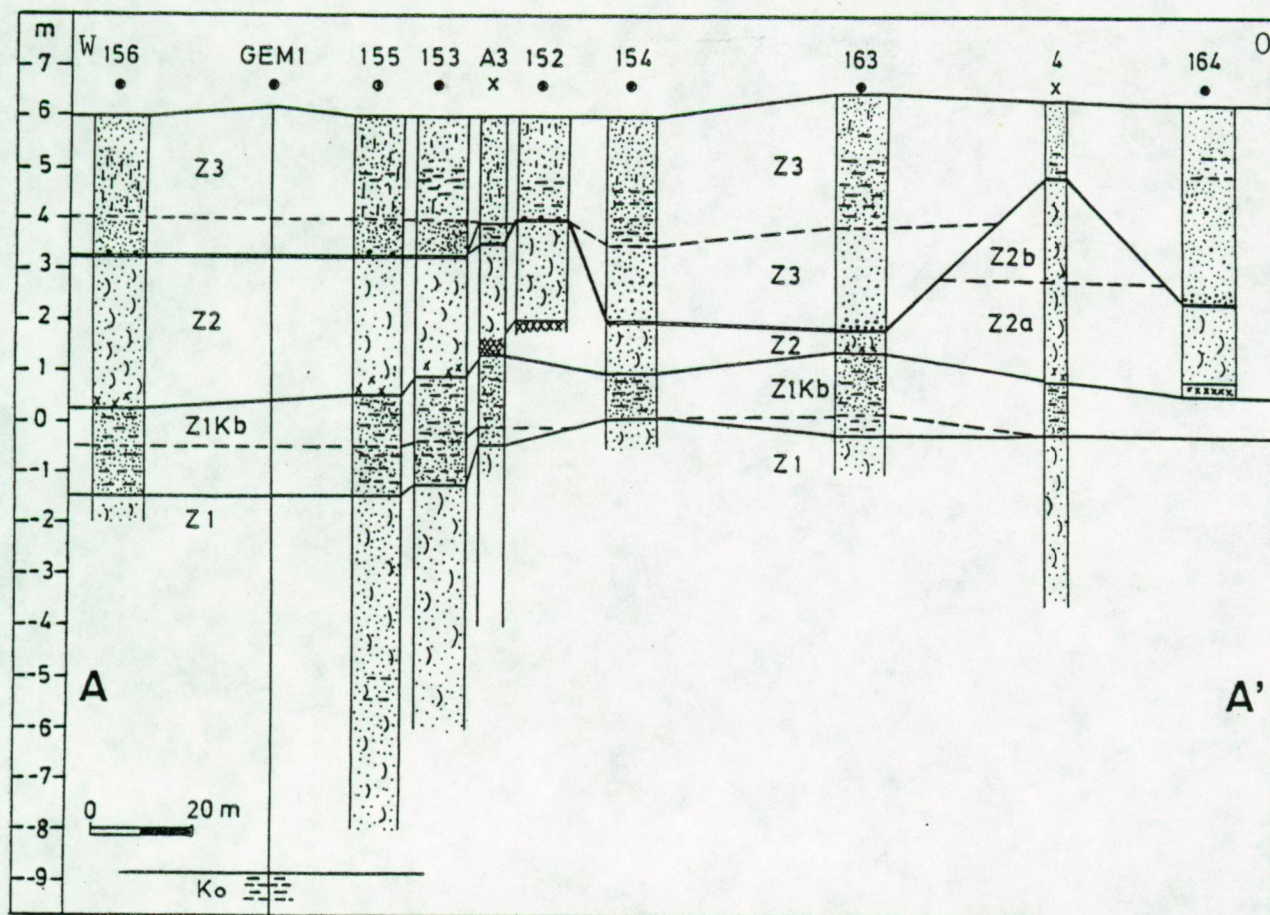 m W 156 GEM1 155 153 A3 152 154 163 4 164 O
7
6
5 Z3 Z3
4
3 Z2b
Z2 Z3 Z2a
2
Z2
1
Z1Kb Z1Kb
0
-1 Z1
Z1
-2
-3
-4
-5
A A'
-6
-7
0 20 m
-8
-9 Ko